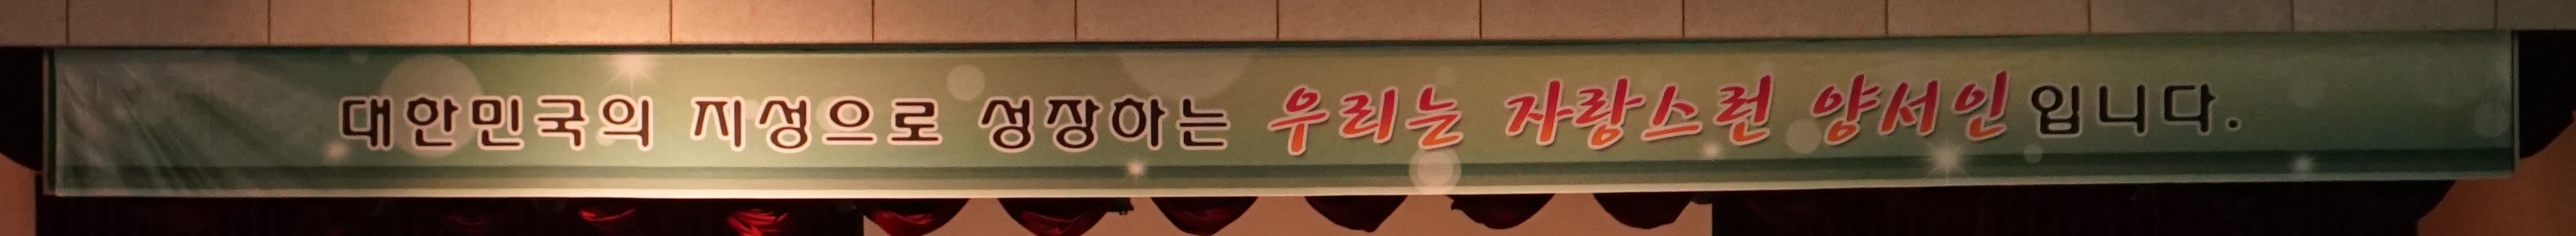 대한민국의 지성으로 성장하는 우리는 자랑스런 양서인입니다.